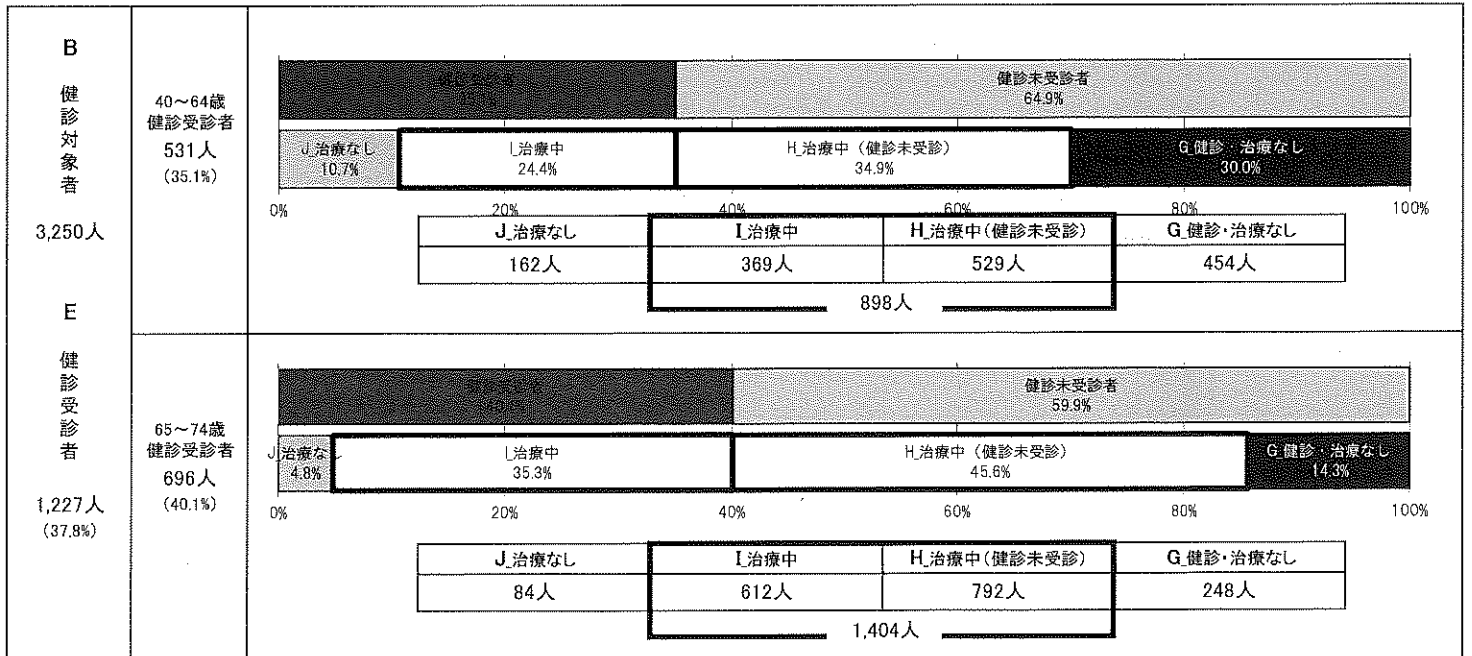 B
健診対象者
3,250人
E
健診受診者
1,227人
(37.8%)
40～64歳
健診受診者
531人
(35.1%)
健診未受診者
64.9%
J_治療なし
10.7%
I_治療中
24.4%
H_治療中（健診未受診）
34.9%
G_健診・治療なし
30.0%
0% 20% 40% 60% 80% 100%
J_治療なし I_治療中 H_治療中(健診未受診) G_健診・治療なし
162人 369人 529人 454人
898人
65～74歳
健診受診者
696人
(40.1%)
健診未受診者
59.9%
J_治療なし
4.8%
I_治療中
35.3%
H_治療中（健診未受診）
45.6%
G_健診・治療なし
14.3%
0% 20% 40% 60% 80% 100%
J_治療なし I_治療中 H_治療中(健診未受診) G_健診・治療なし
84人 612人 792人 248人
1,404人